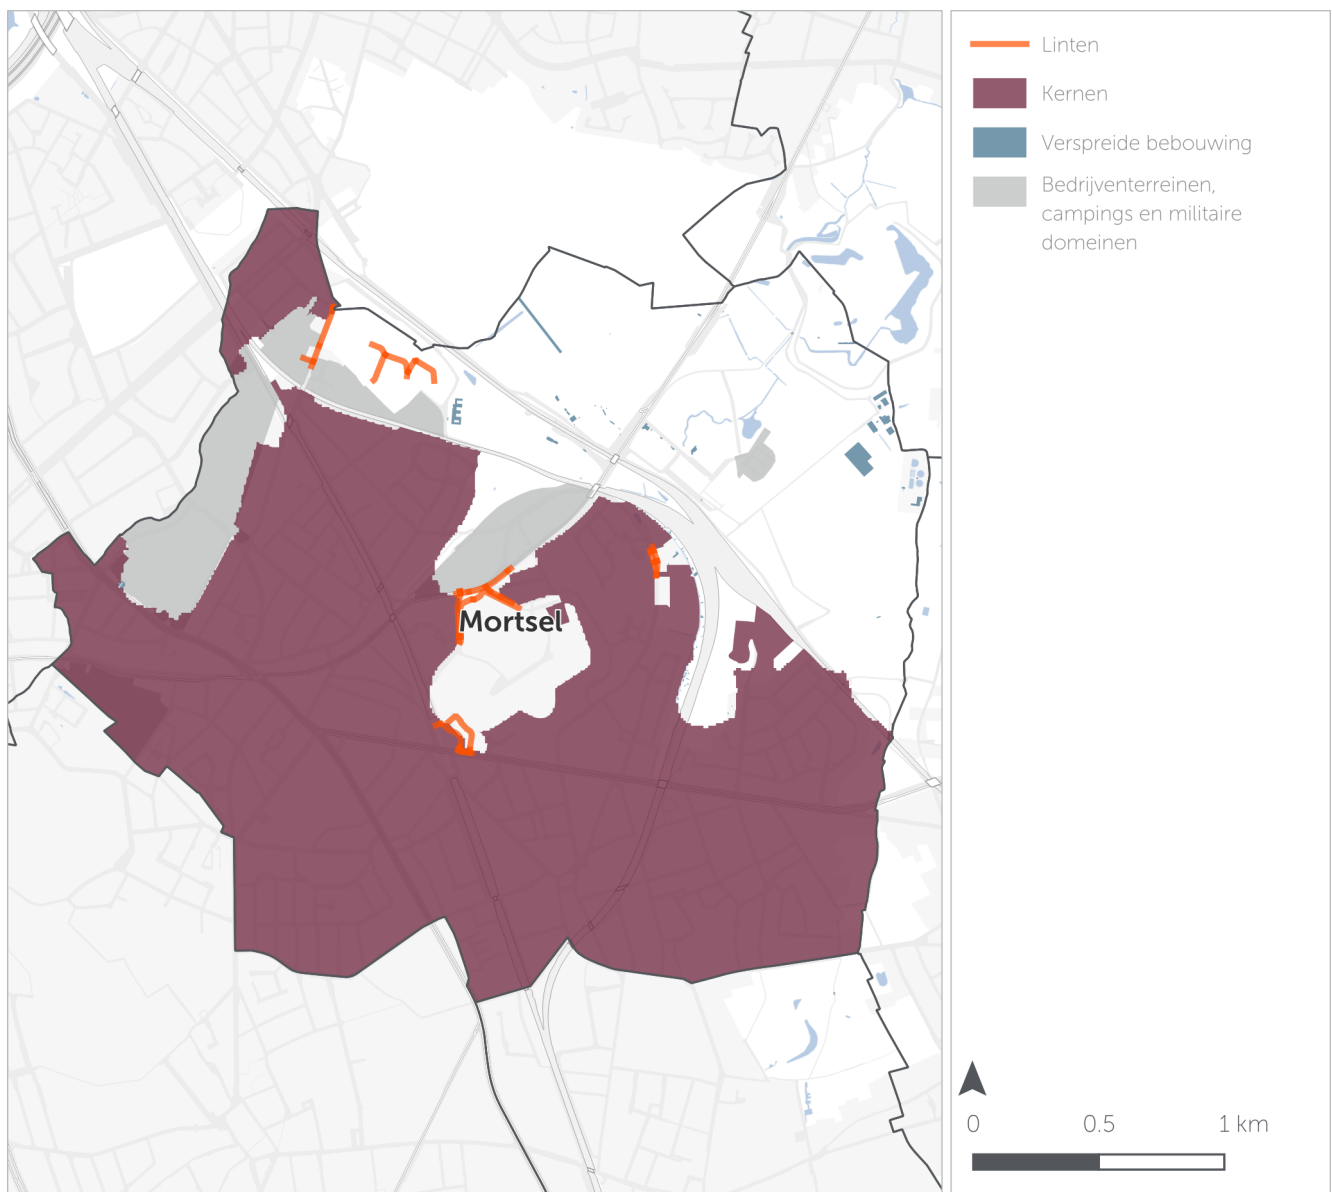 Linten
Kernen
Verspreide bebouwing
Bedrijventerreinen,
campings en militaire
domeinen
Mortsel
0 0.5 1 km